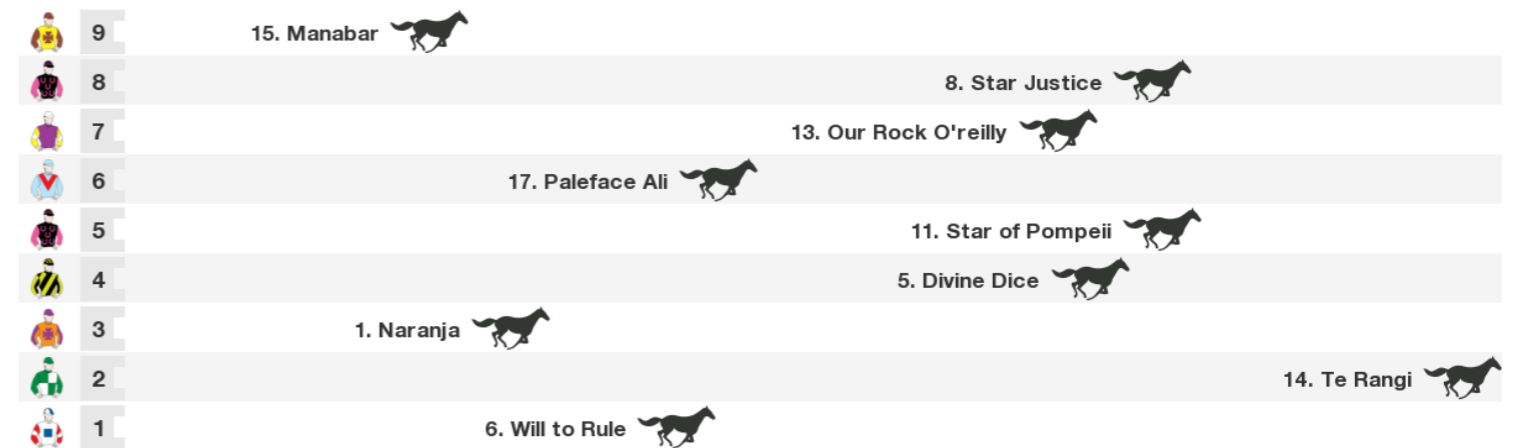 9 15. Manabar
8 8. Star Justice
7 13. Our Rock O'reilly
6 17. Paleface Ali
5 11. Star of Pompeii
4 5. Divine Dice
3 1. Naranja
2 14. Te Rangi
1 6. Will to Rule